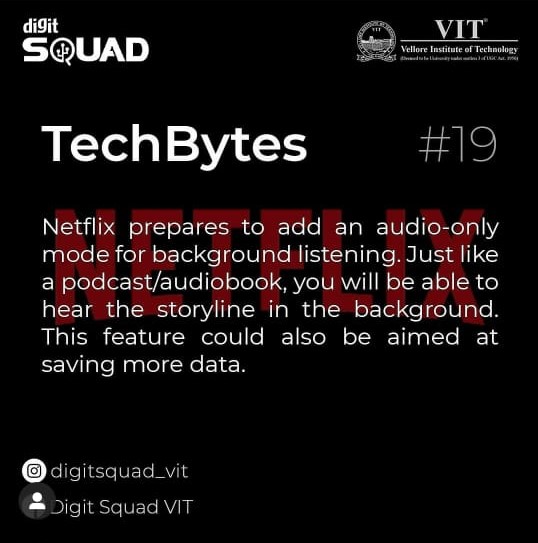 digit
SQUAD
VIT
VIT
Vellore Institute of Technology
(Deemed to be University under section 3 of UGC Act, 1956)
TechBytes #19
NETFLIX
Netflix prepares to add an audio-only
mode for background listening. Just like
a podcast/audiobook, you will be able to
hear the storyline in the background.
This feature could also be aimed at
saving more data.
digitsquad_vit
Digit Squad VIT